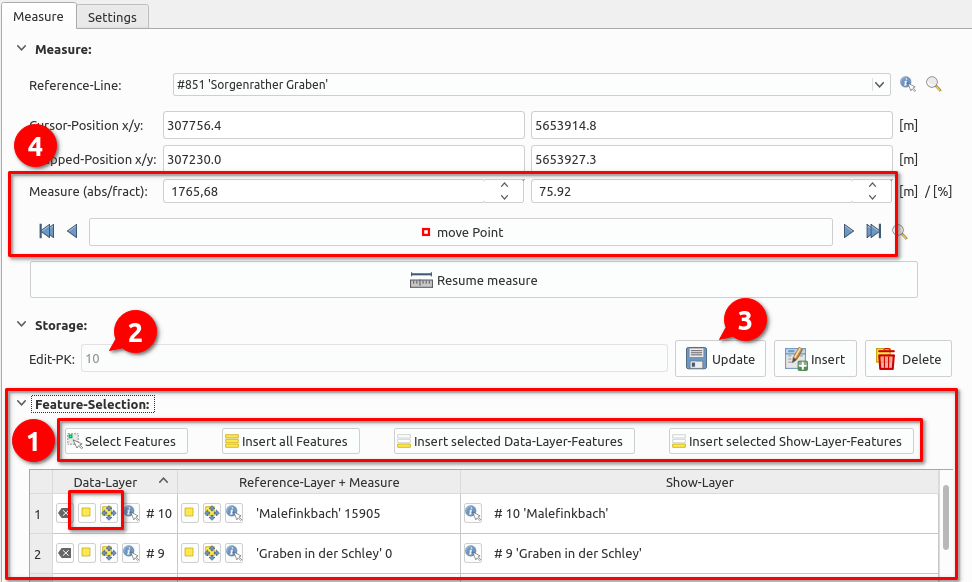 Measure Settings
Measure:
Reference-Line: #851 'Sorgenrather Graben'
Cursor-Position x/y: 307756.4 5653914.8 [m]
4
pped-Position x/y: 307230.0 5653927.3 [m]
Measure (abs/fract): 1765,68 75.92 [m] / [%]
move Point
Resume measure
Storage:
2
3
Edit-PK: 10 Update Insert Delete
Feature-Selection:
1
Select Features Insert all Features Insert selected Data-Layer-Features Insert selected Show-Layer-Features
Data-Layer Reference-Layer + Measure Show-Layer
1 # 10 'Malefinkbach' 15905 # 10 'Malefinkbach'
2 # 9 'Graben in der Schley' 0 # 9 'Graben in der Schley'